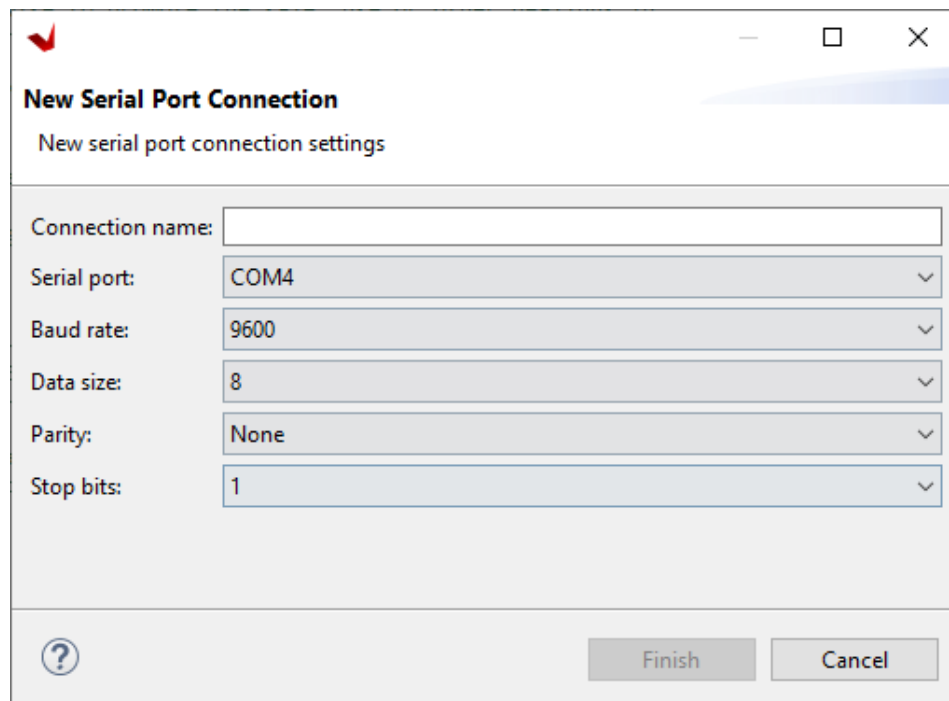 New Serial Port Connection
New serial port connection settings
Connection name:
Serial port: COM4
Baud rate: 9600
Data size: 8
Parity: None
Stop bits: 1
? Finish Cancel